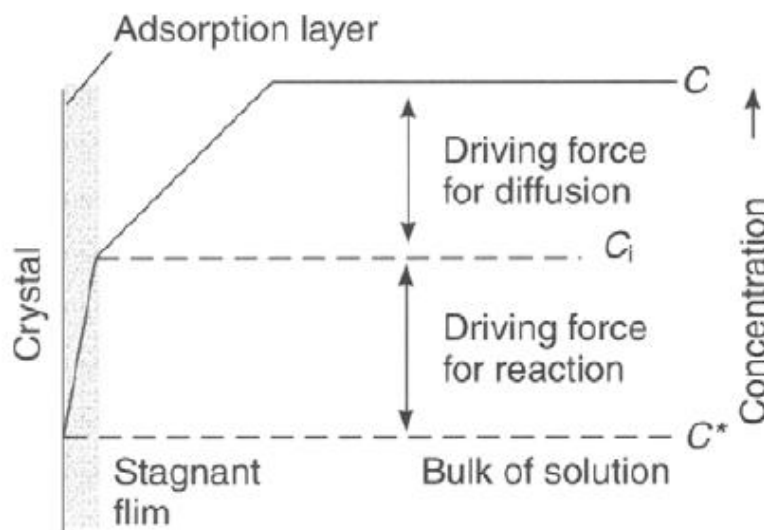 Adsorption layer
C
Driving force
for diffusion
Ci
Driving force
for reaction
C*
Stagnant
flim
Bulk of solution
Crystal
Concentration